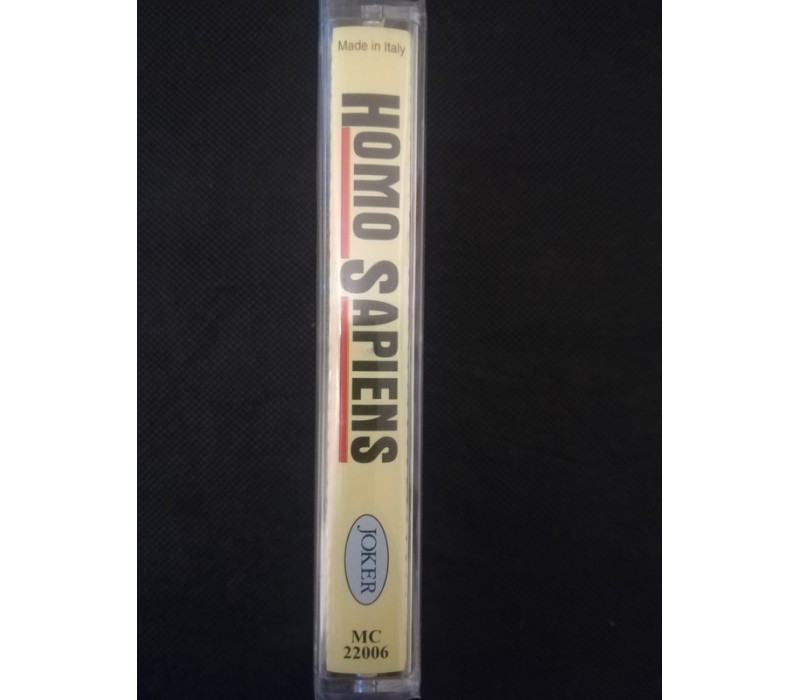 Made in Italy
HOMO SAPIENS
JOKER
MC
22006